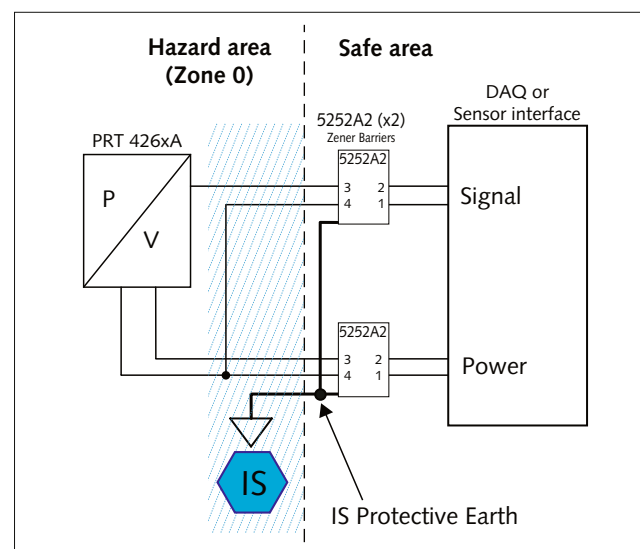 Hazard area
(Zone 0)
Safe area
DAQ or
Sensor interface
5252A2 (x2)
Zener Barriers
PRT 426xA
5252A2
P
V
3 2
4 1
Signal
5252A2
3 2
4 1
Power
IS
IS Protective Earth